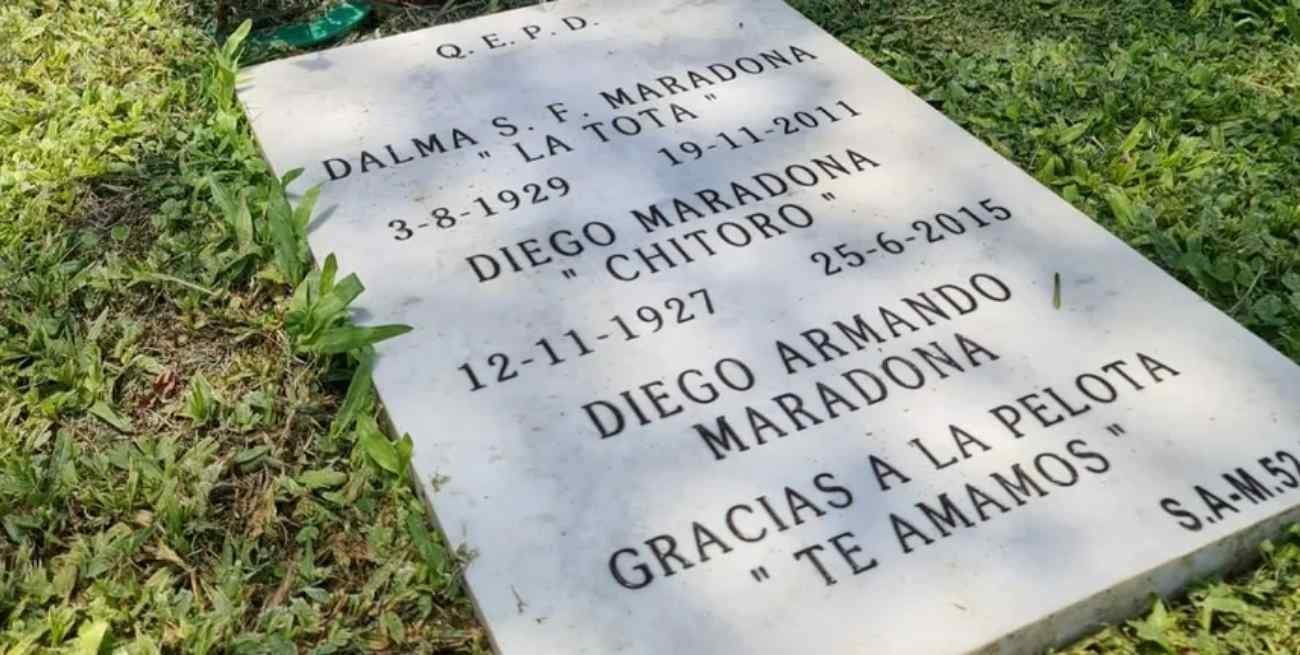 Q. E. P. D.
DALMA S. F. MARADONA
" LA TOTA "
3-8-1929 19-11-2011
DIEGO MARADONA
" CHITORO "
12-11-1927 25-6-2015
DIEGO ARMANDO
MARADONA
GRACIAS A LA PELOTA
" TE AMAMOS "
S.A-M.52